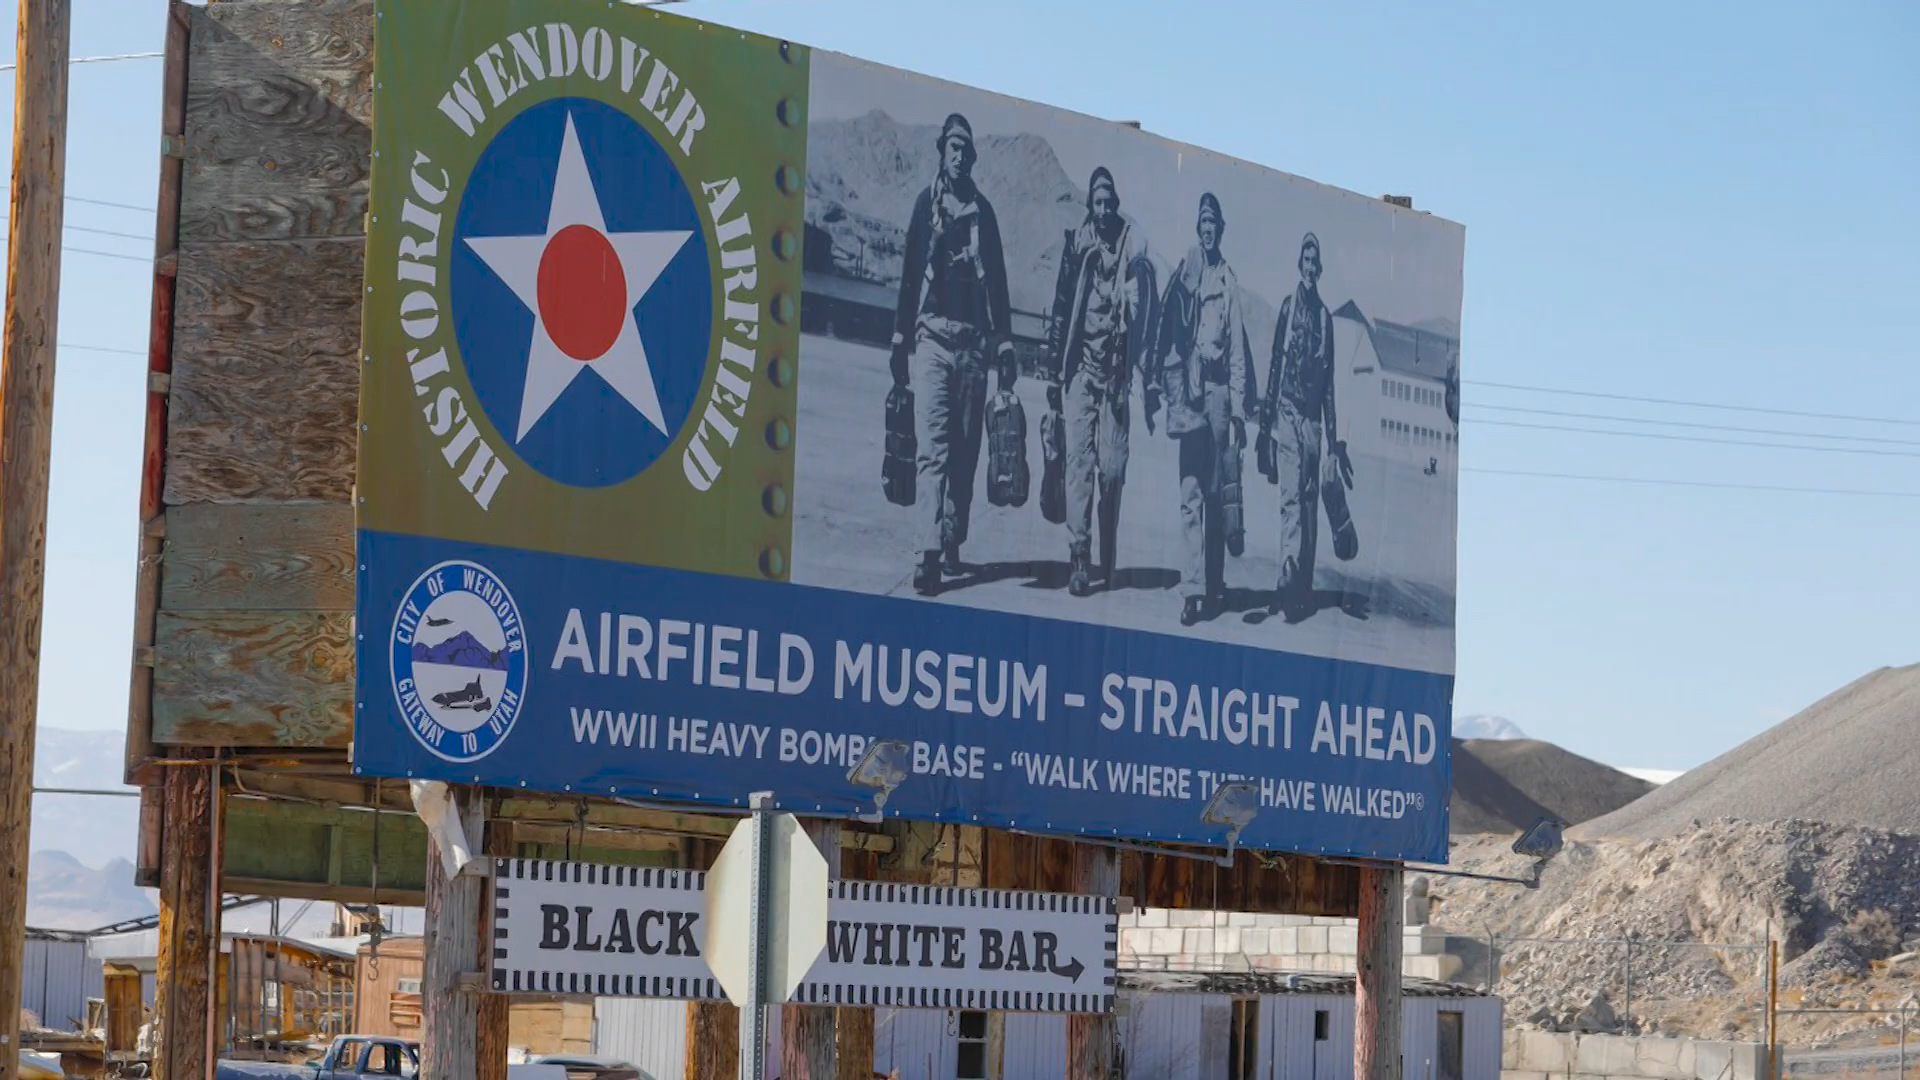 HISTORIC WENDOVER AIRFIELD
CITY OF WENDOVER
GATEWAY TO UTAH
AIRFIELD MUSEUM - STRAIGHT AHEAD
WWII HEAVY BASE - “WALK WHERE HAVE WALKED”©
BLACK WHITE BAR